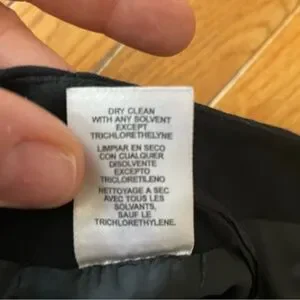 DRY CLEAN
WITH ANY SOLVENT
EXCEPT
TRICHLORETHELYNE
LIMPIAR EN SECO
CON CUALQUIER
DISOLVENTE
EXCEPTO
TRICLORETILENO
NETTOYAGE A SEC
AVEC TOUS LES
SOLVANTS,
SAUF LE
TRICHLORETHYLENE.